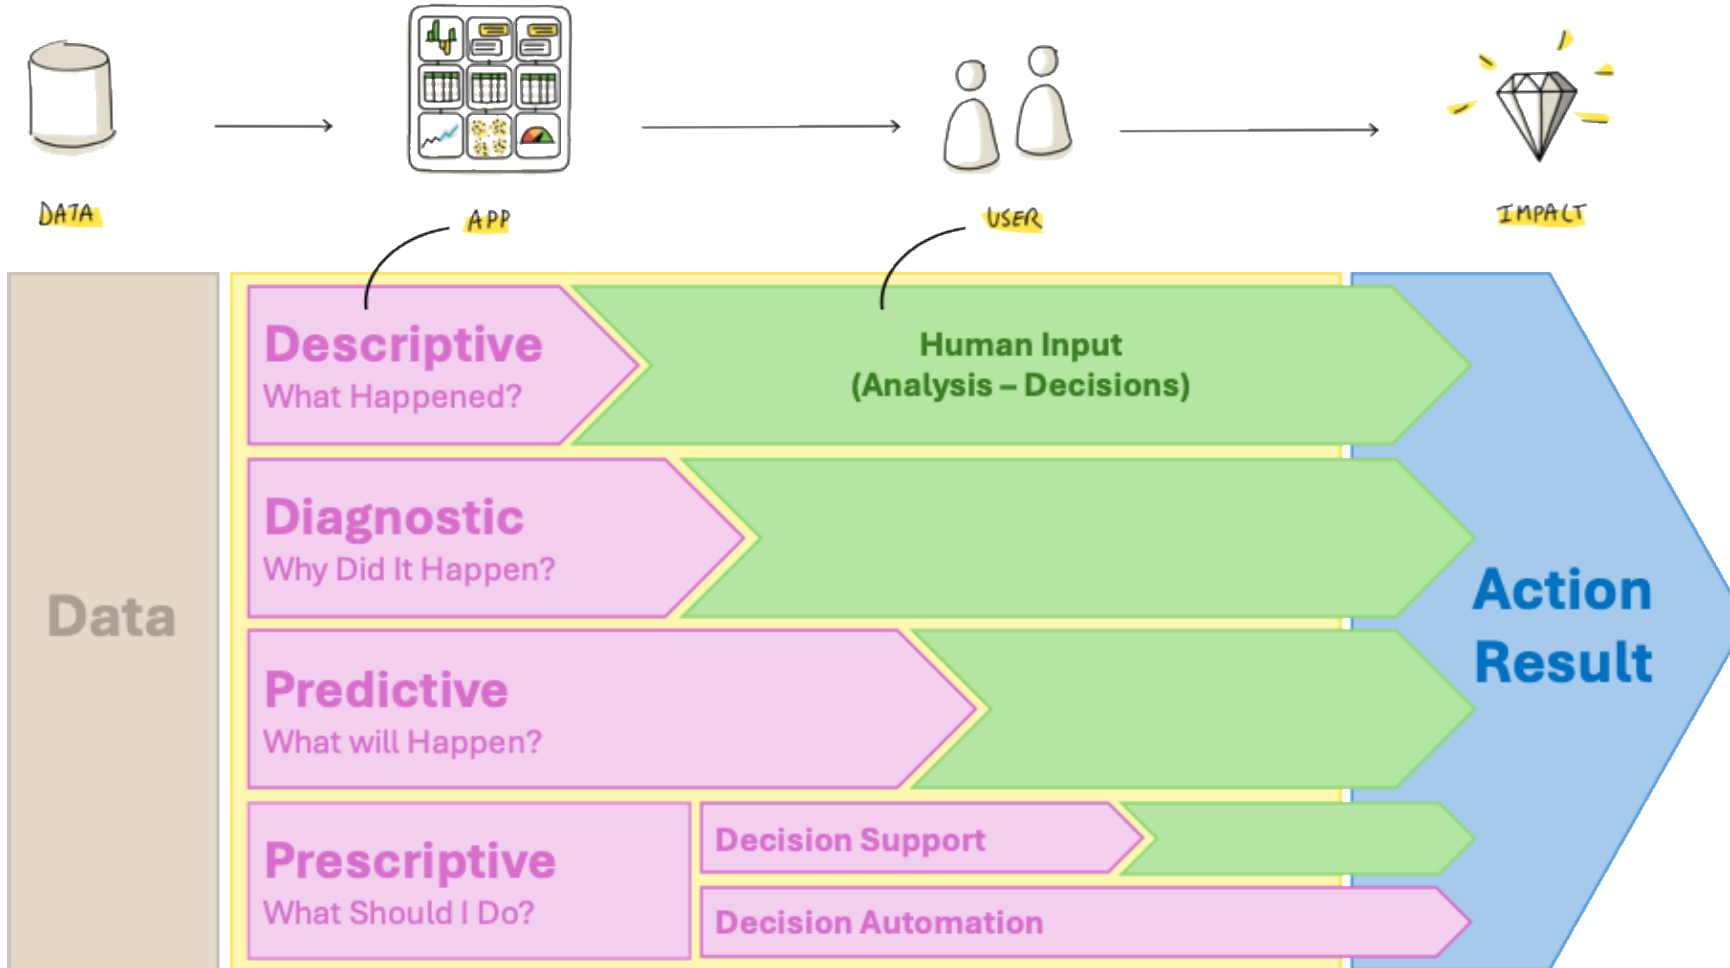 DATA
APP
USER
IMPACT
Data
Descriptive
What Happened?
Human Input
(Analysis – Decisions)
Diagnostic
Why Did It Happen?
Predictive
What will Happen?
Prescriptive
What Should I Do?
Decision Support
Decision Automation
Action
Result